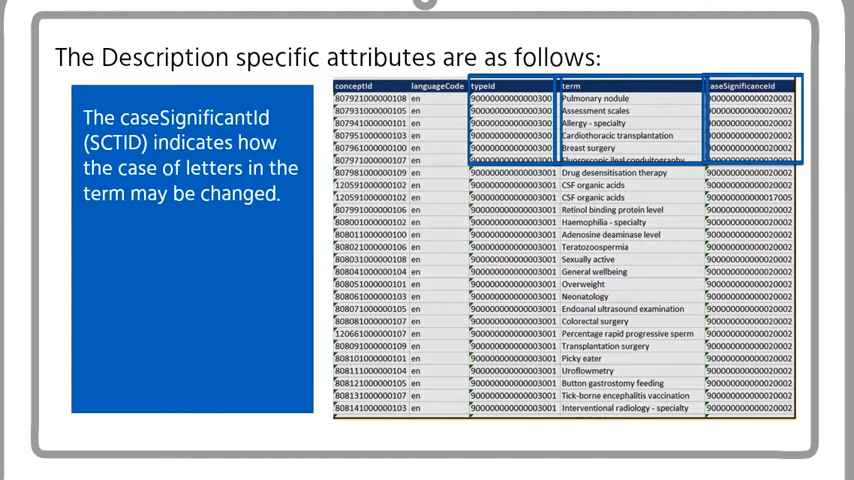 The Description specific attributes are as follows:
The caseSignificantId
(SCTID) indicates how
the case of letters in the
term may be changed.
conceptId languageCode typeId term caseSignificanceId
807921000000108 en 900000000000003001 Pulmonary nodule 900000000000020002
807931000000105 en 900000000000003001 Assessment scales 900000000000020002
807941000000101 en 900000000000003001 Allergy - specialty 900000000000020002
807951000000103 en 900000000000003001 Cardiothoracic transplantation 900000000000020002
807961000000100 en 900000000000003001 Breast surgery 900000000000020002
807971000000107 en 900000000000003001 Fluoroscopic ileal conduitography 900000000000020002
807981000000109 en 900000000000003001 Drug desensitisation therapy 900000000000020002
120591000000102 en 900000000000003001 CSF organic acids 900000000000020002
120591000000102 en 900000000000003001 CSF organic acids 900000000000017005
807991000000106 en 900000000000003001 Retinol binding protein level 900000000000020002
808001000000102 en 900000000000003001 Haemophilia - specialty 900000000000020002
808011000000100 en 900000000000003001 Adenosine deaminase level 900000000000020002
808021000000106 en 900000000000003001 Teratozoospermia 900000000000020002
808031000000108 en 900000000000003001 Sexually active 900000000000020002
808041000000104 en 900000000000003001 General wellbeing 900000000000020002
808051000000101 en 900000000000003001 Overweight 900000000000020002
808061000000103 en 900000000000003001 Neonatology 900000000000020002
808071000000105 en 900000000000003001 Endoanal ultrasound examination 900000000000020002
808081000000107 en 900000000000003001 Colorectal surgery 900000000000020002
120661000000107 en 900000000000003001 Percentage rapid progressive sperm 900000000000020002
808091000000109 en 900000000000003001 Transplantation surgery 900000000000020002
808101000000101 en 900000000000003001 Picky eater 900000000000020002
808111000000104 en 900000000000003001 Uroflowmetry 900000000000020002
808121000000105 en 900000000000003001 Button gastrostomy feeding 900000000000020002
808131000000107 en 900000000000003001 Tick-borne encephalitis vaccination 900000000000020002
808141000000103 en 900000000000003001 Interventional radiology - specialty 900000000000020002